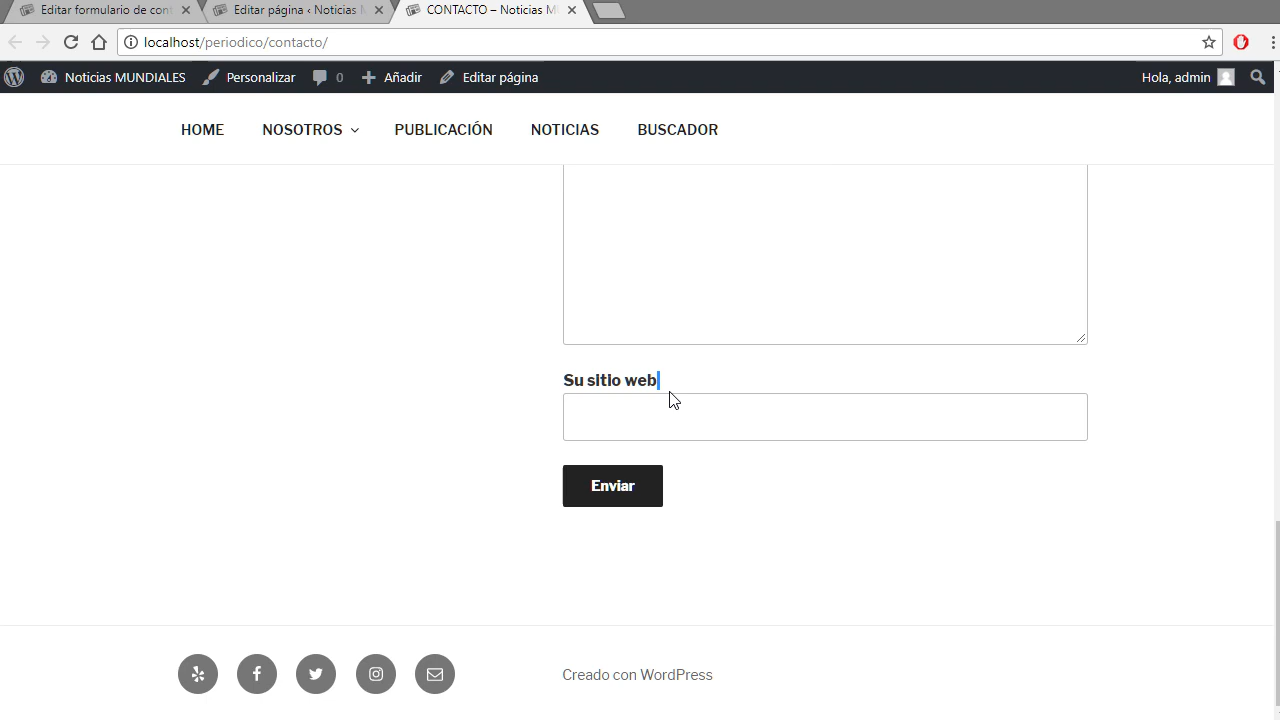 Editar formulario de cont
Editar página ‹ Noticias M
CONTACTO – Noticias M
localhost/periodico/contacto/
Noticias MUNDIALES
Personalizar
0
Añadir
Editar página
Hola, admin
HOME
NOSOTROS
PUBLICACIÓN
NOTICIAS
BUSCADOR
Su sitio web
Enviar
Creado con WordPress